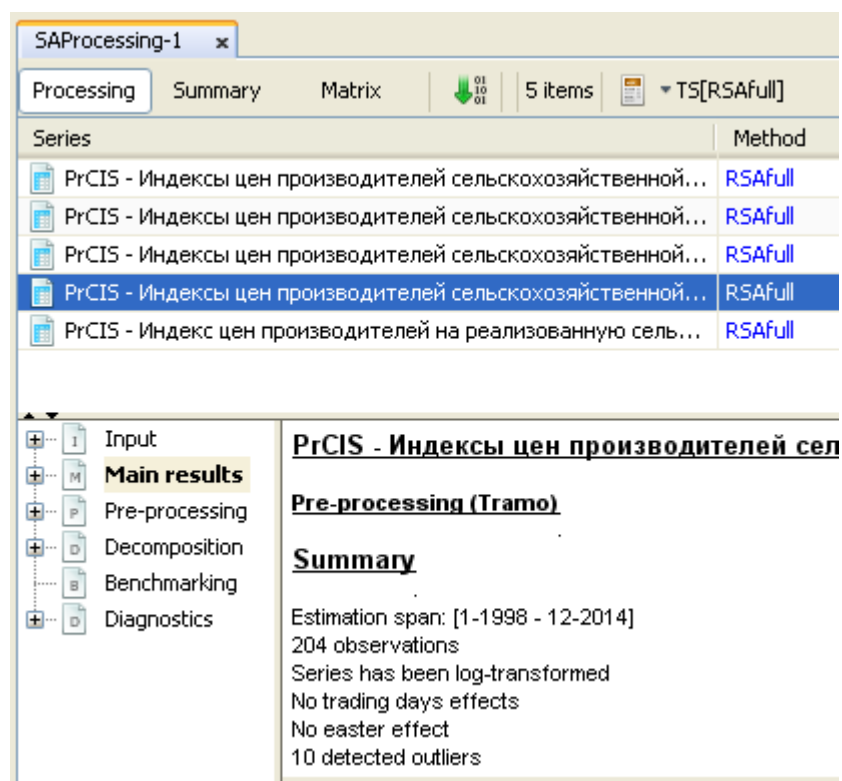 SAProcessing-1 x
Processing Summary Matrix 01 10 01 5 items TS[RSAfull]
Series Method
PrCIS - Индексы цен производителей сельскохозяйственной... RSAfull
PrCIS - Индексы цен производителей сельскохозяйственной... RSAfull
PrCIS - Индексы цен производителей сельскохозяйственной... RSAfull
PrCIS - Индексы цен производителей сельскохозяйственной... RSAfull
PrCIS - Индекс цен производителей на реализованную сель... RSAfull
I Input
M Main results
P Pre-processing
D Decomposition
B Benchmarking
D Diagnostics
PrCIS - Индексы цен производителей сел
Pre-processing (Tramo)
Summary
Estimation span: [1-1998 - 12-2014]
204 observations
Series has been log-transformed
No trading days effects
No easter effect
10 detected outliers